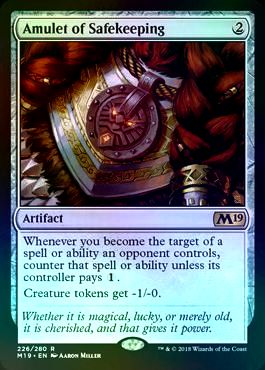 Amulet of Safekeeping 2
Artifact M19
Whenever you become the target of a
spell or ability an opponent controls,
counter that spell or ability unless its
controller pays 1.
Creature tokens get -1/-0.
Whether it is magical, lucky, or merely old,
it is cherished, and that gives it power.
226/280 R
M19 • EN AARON MILLER
™ & © 2018 Wizards of the Coast